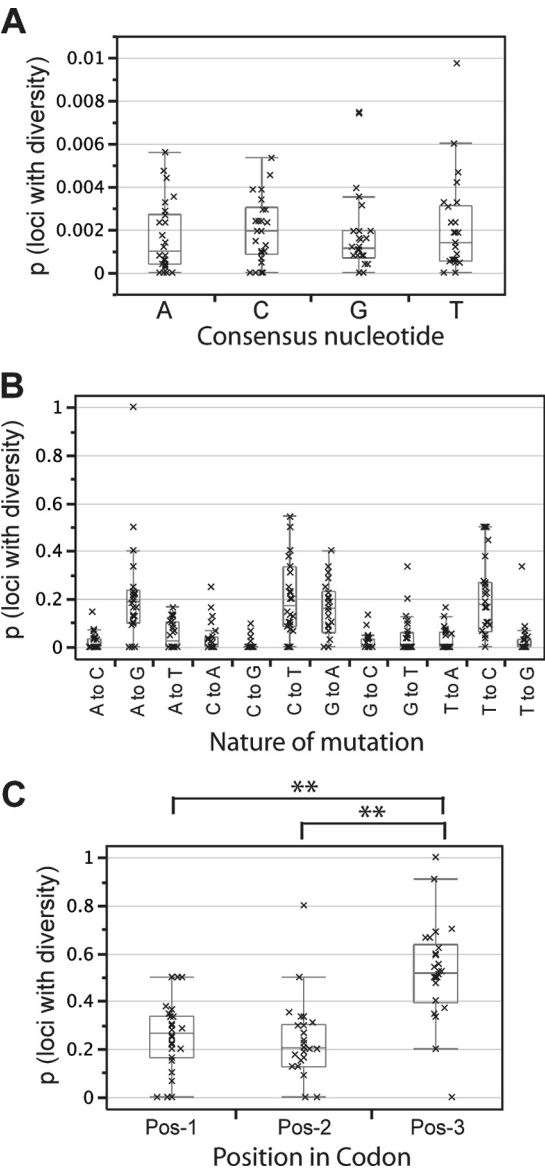 A
p (loci with diversity)
0.01
0.008
0.006
0.004
0.002
0
A C G T
Consensus nucleotide
B
p (loci with diversity)
1
0.8
0.6
0.4
0.2
0
A to C
A to G
A to T
C to A
C to G
C to T
G to A
G to C
G to T
T to A
T to C
T to G
Nature of mutation
C
**
**
p (loci with diversity)
1
0.8
0.6
0.4
0.2
0
Pos-1 Pos-2 Pos-3
Position in Codon